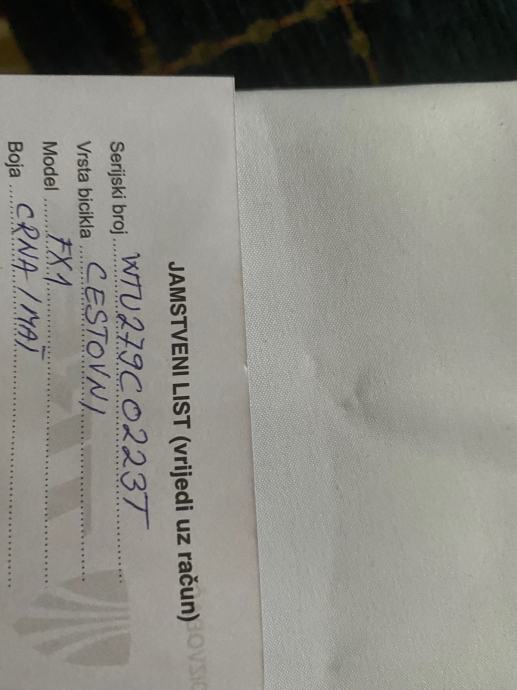 JAMSTVENI LIST (vrijedi uz račun)
Serijski broj WTU279C0223T
Vrsta bicikla CESTOVNI
Model FX1
Boja CRNA / MAT